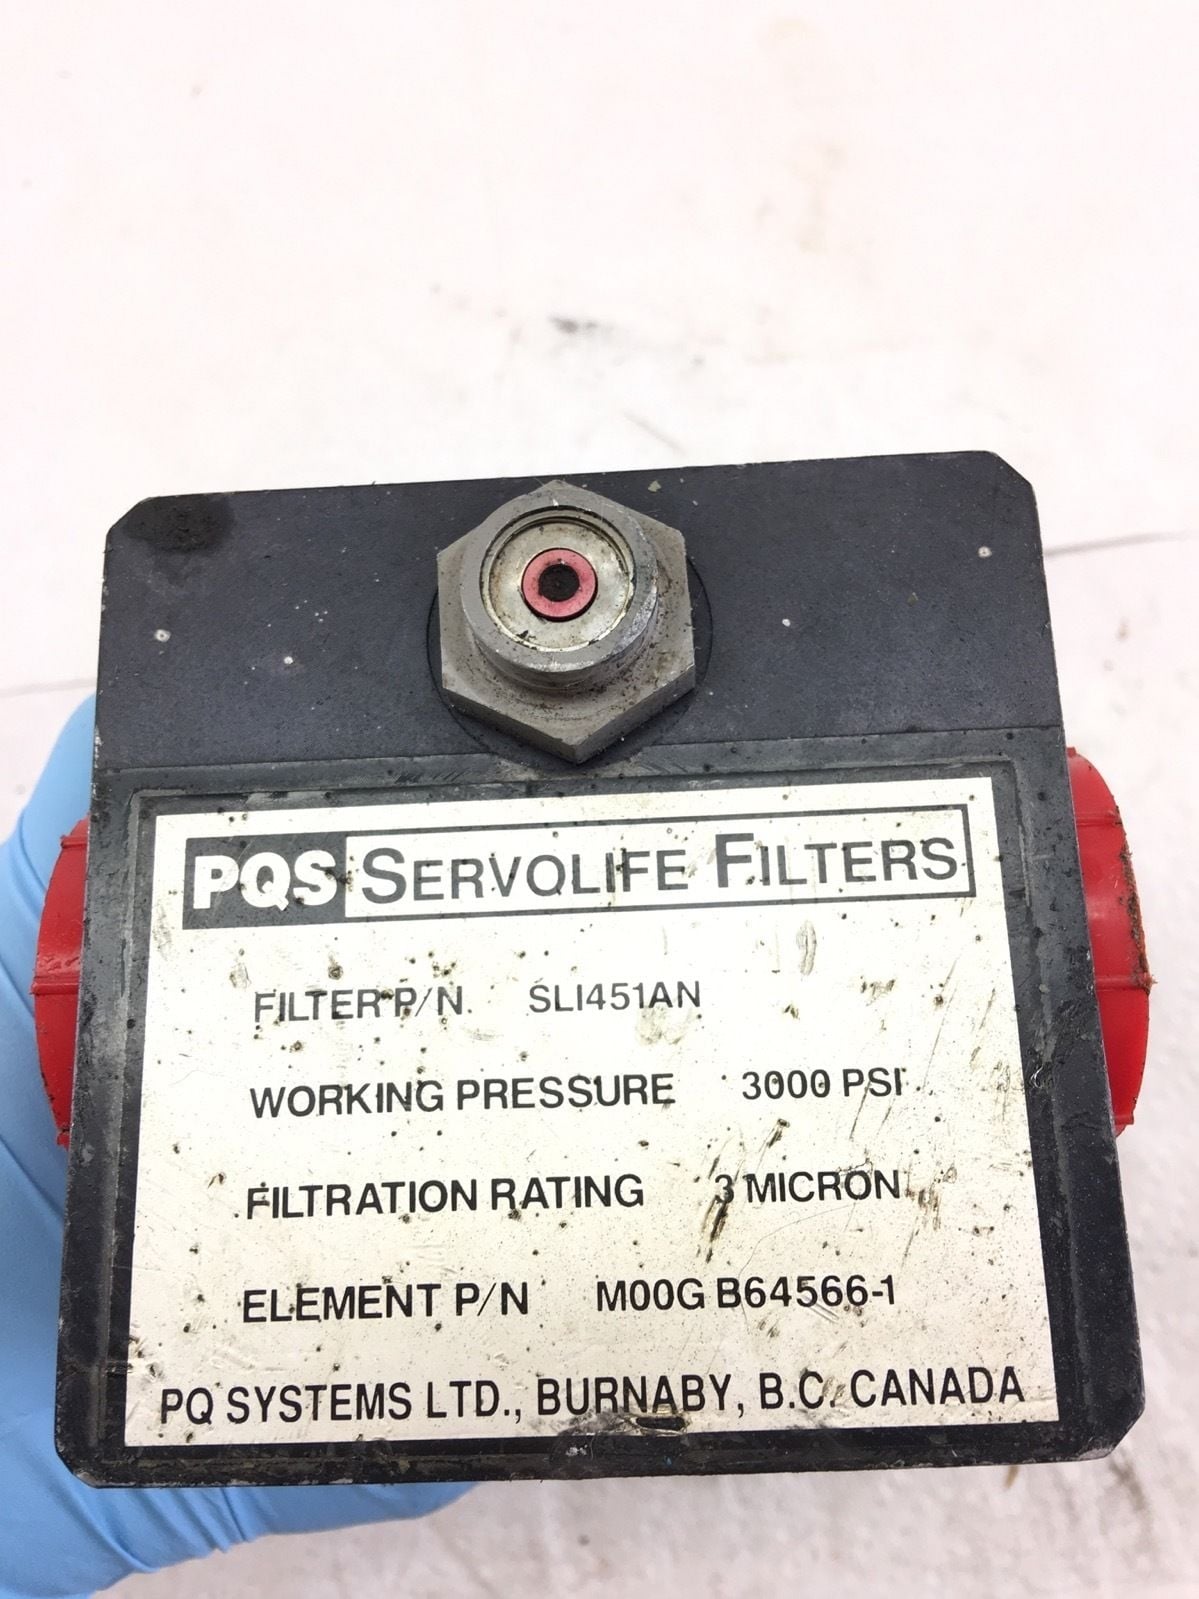 PQS SERVOLIFE FILTERS
FILTER P/N SLI451AN
WORKING PRESSURE 3000 PSI
FILTRATION RATING 3 MICRON
ELEMENT P/N M00G B64566-1
PQ SYSTEMS LTD., BURNABY, B.C. CANADA